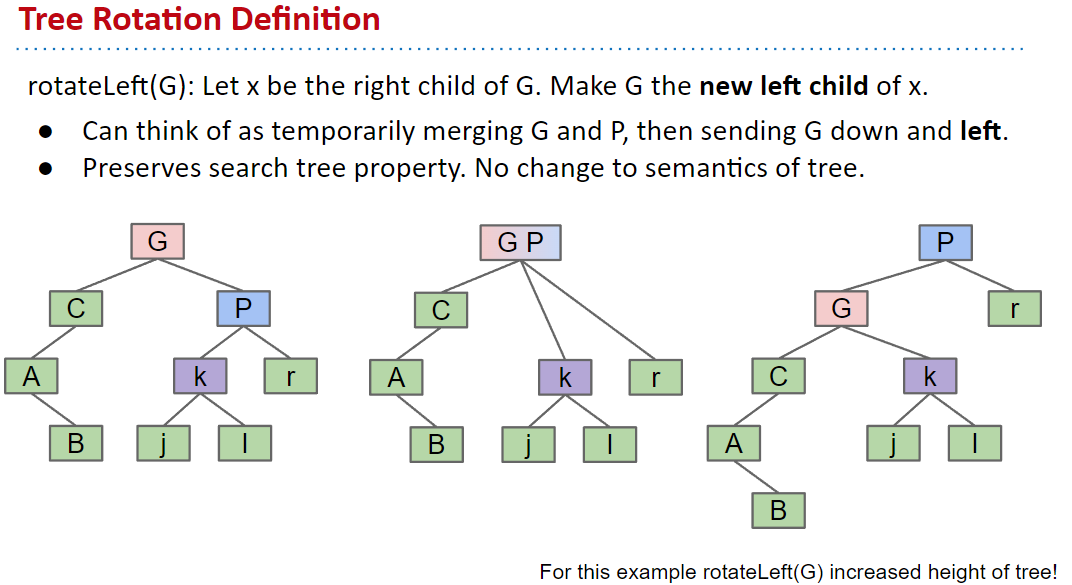 Tree Rotation Definition
rotateLeft(G): Let x be the right child of G. Make G the new left child of x.
● Can think of as temporarily merging G and P, then sending G down and left.
● Preserves search tree property. No change to semantics of tree.
G
C P
A k r
B j l
G P
C
A k r
B j l
P
G r
C k
A j l
B
For this example rotateLeft(G) increased height of tree!